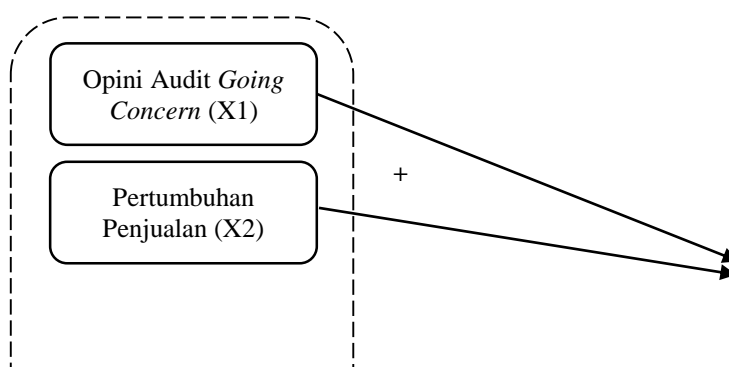 Opini Audit Going
Concern (X1)
+
Pertumbuhan
Penjualan (X2)